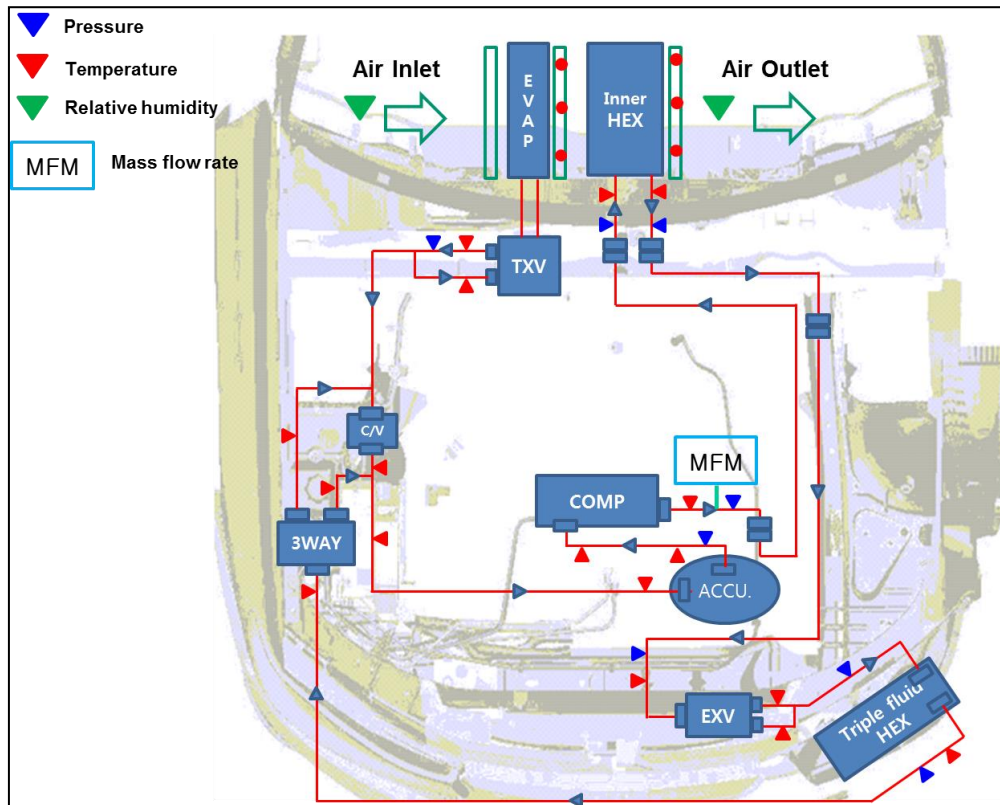 Pressure
Temperature
Relative humidity
MFM
Mass flow rate
Air Inlet
E
V
A
P
Inner
HEX
Air Outlet
TXV
C/V
MFM
COMP
3WAY
ACCU.
EXV
Triple fluid
HEX